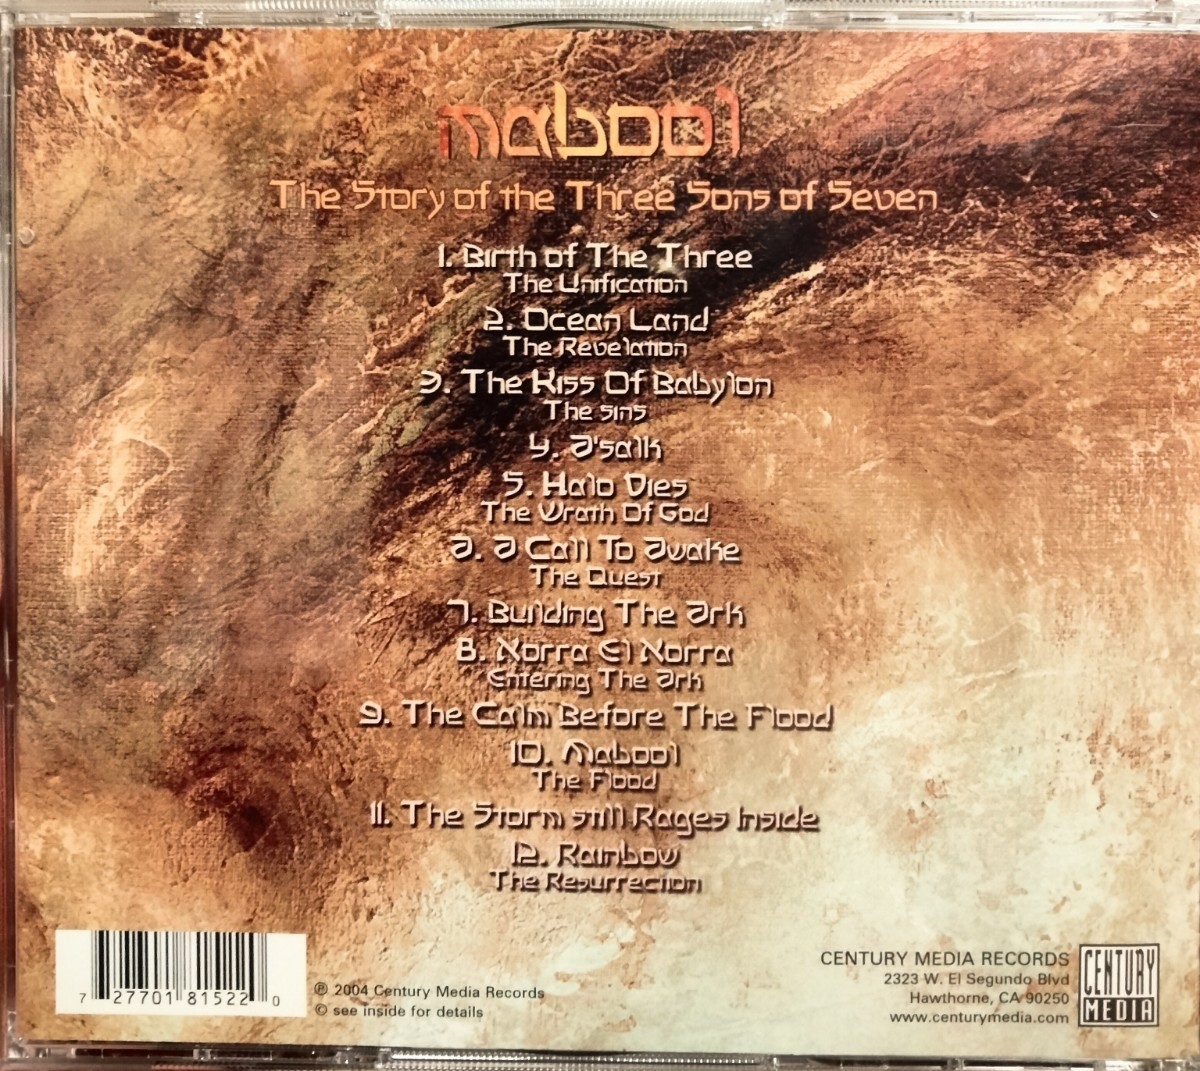 mabool
The Story of the Three Sons of Seven
1. Birth of The Three
The Unification
2. Ocean Land
The Revelation
3. The Kiss Of Babylon
The sins
4. A'salk
5. Halo Dies
The Wrath Of God
6. A Call To Awake
The Quest
7. Building The Ark
8. Norra El Norra
Entering The Ark
9. The Calm Before The Flood
10. Mabool
The Flood
11. The Storm still Rages Inside
12. Rainbow
The Resurrection
7 27701 81522 0
℗ 2004 Century Media Records
© see inside for details
CENTURY MEDIA RECORDS
2323 W. El Segundo Blvd
Hawthorne, CA 90250
www.centurymedia.com
CENTURY
MEDIA